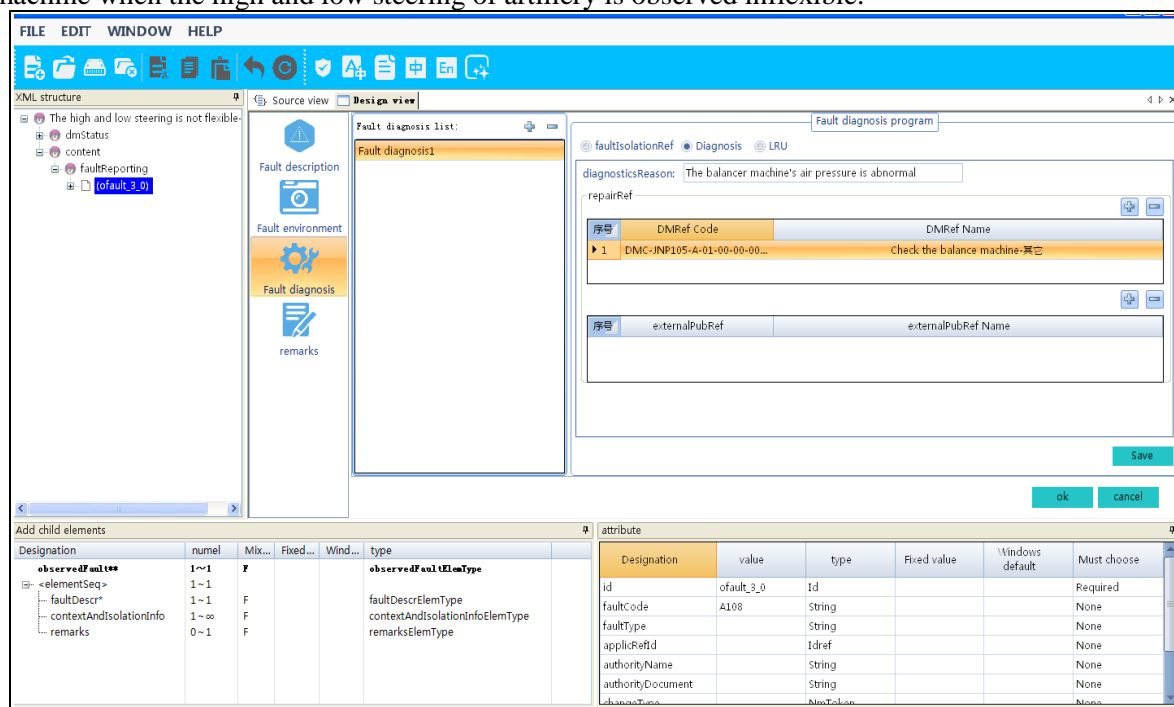 machine when the high and low steering of artillery is observed inflexible.
FILE EDIT WINDOW HELP
中 En
XML structure
Source view Design view
The high and low steering is not flexible-
dmStatus
content
faultReporting
(ofault_3_0)
Fault description
Fault environment
Fault diagnosis
remarks
Fault diagnosis list:
Fault diagnosis1
Fault diagnosis program
faultIsolationRef Diagnosis LRU
diagnosticsReason: The balancer machine's air pressure is abnormal
repairRef
序号 DMRef Code DMRef Name
1 DMC-JNP105-A-01-00-00-00... Check the balance machine-其它
序号 externalPubRef externalPubRef Name
Save
ok cancel
Add child elements
Designation numel Mix... Fixed... Wind... type
observedFault** 1~1 F observedFaultElemType
<elementSeq> 1~1
faultDescr* 1~1 F faultDescrElemType
contextAndIsolationInfo 1~∞ F contextAndIsolationInfoElemType
remarks 0~1 F remarksElemType
attribute
Designation value type Fixed value Windows default Must choose
id ofault_3_0 Id Required
faultCode A108 String None
faultType String None
applicRefId Idref None
authorityName String None
authorityDocument String None
changeType NmToken None